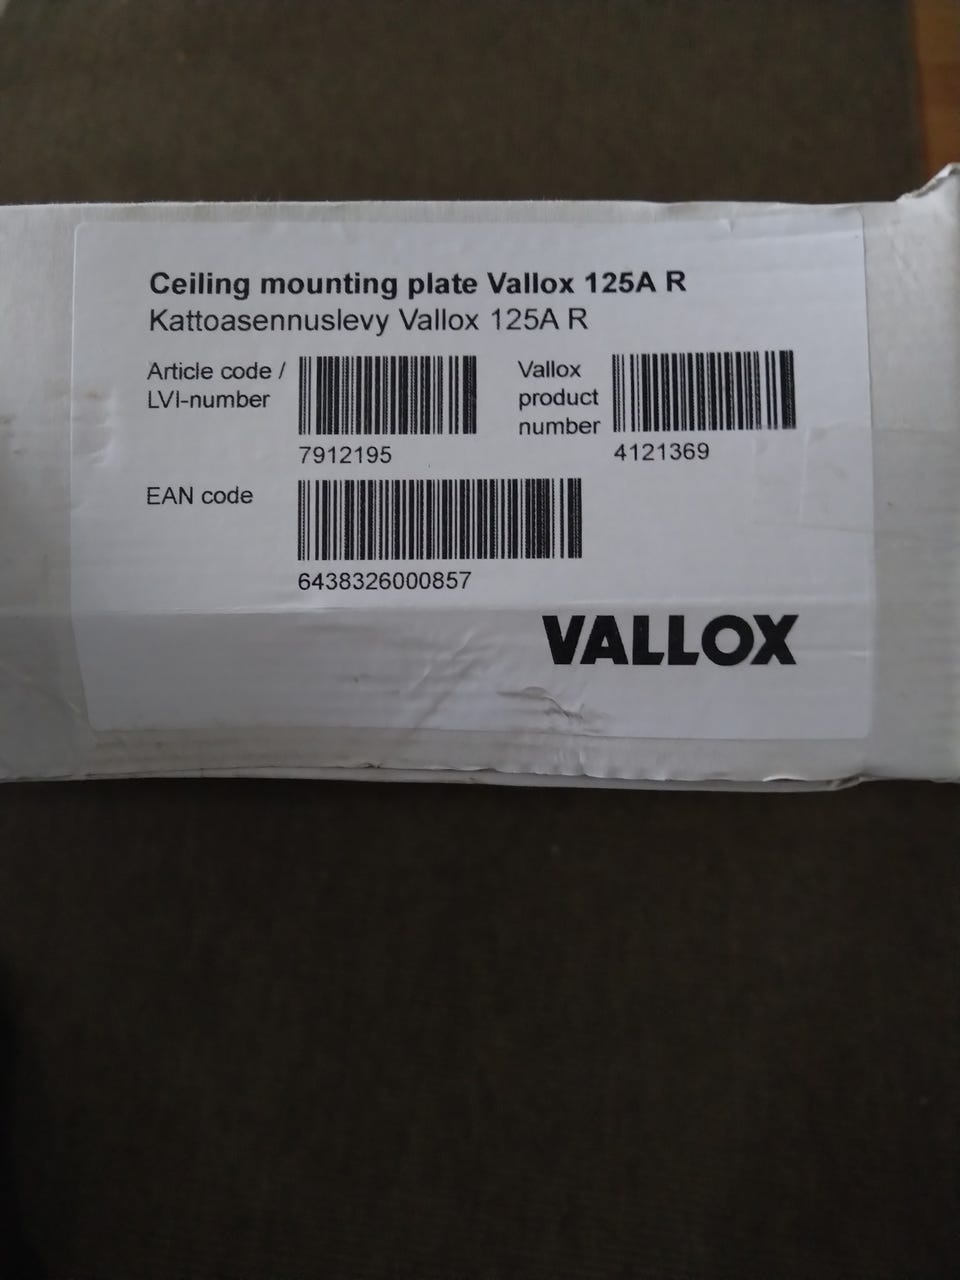 Ceiling mounting plate Vallox 125A R
Kattoasennuslevy Vallox 125A R
Article code /
LVI-number
7912195
Vallox
product
number
4121369
EAN code
6438326000857
VALLOX